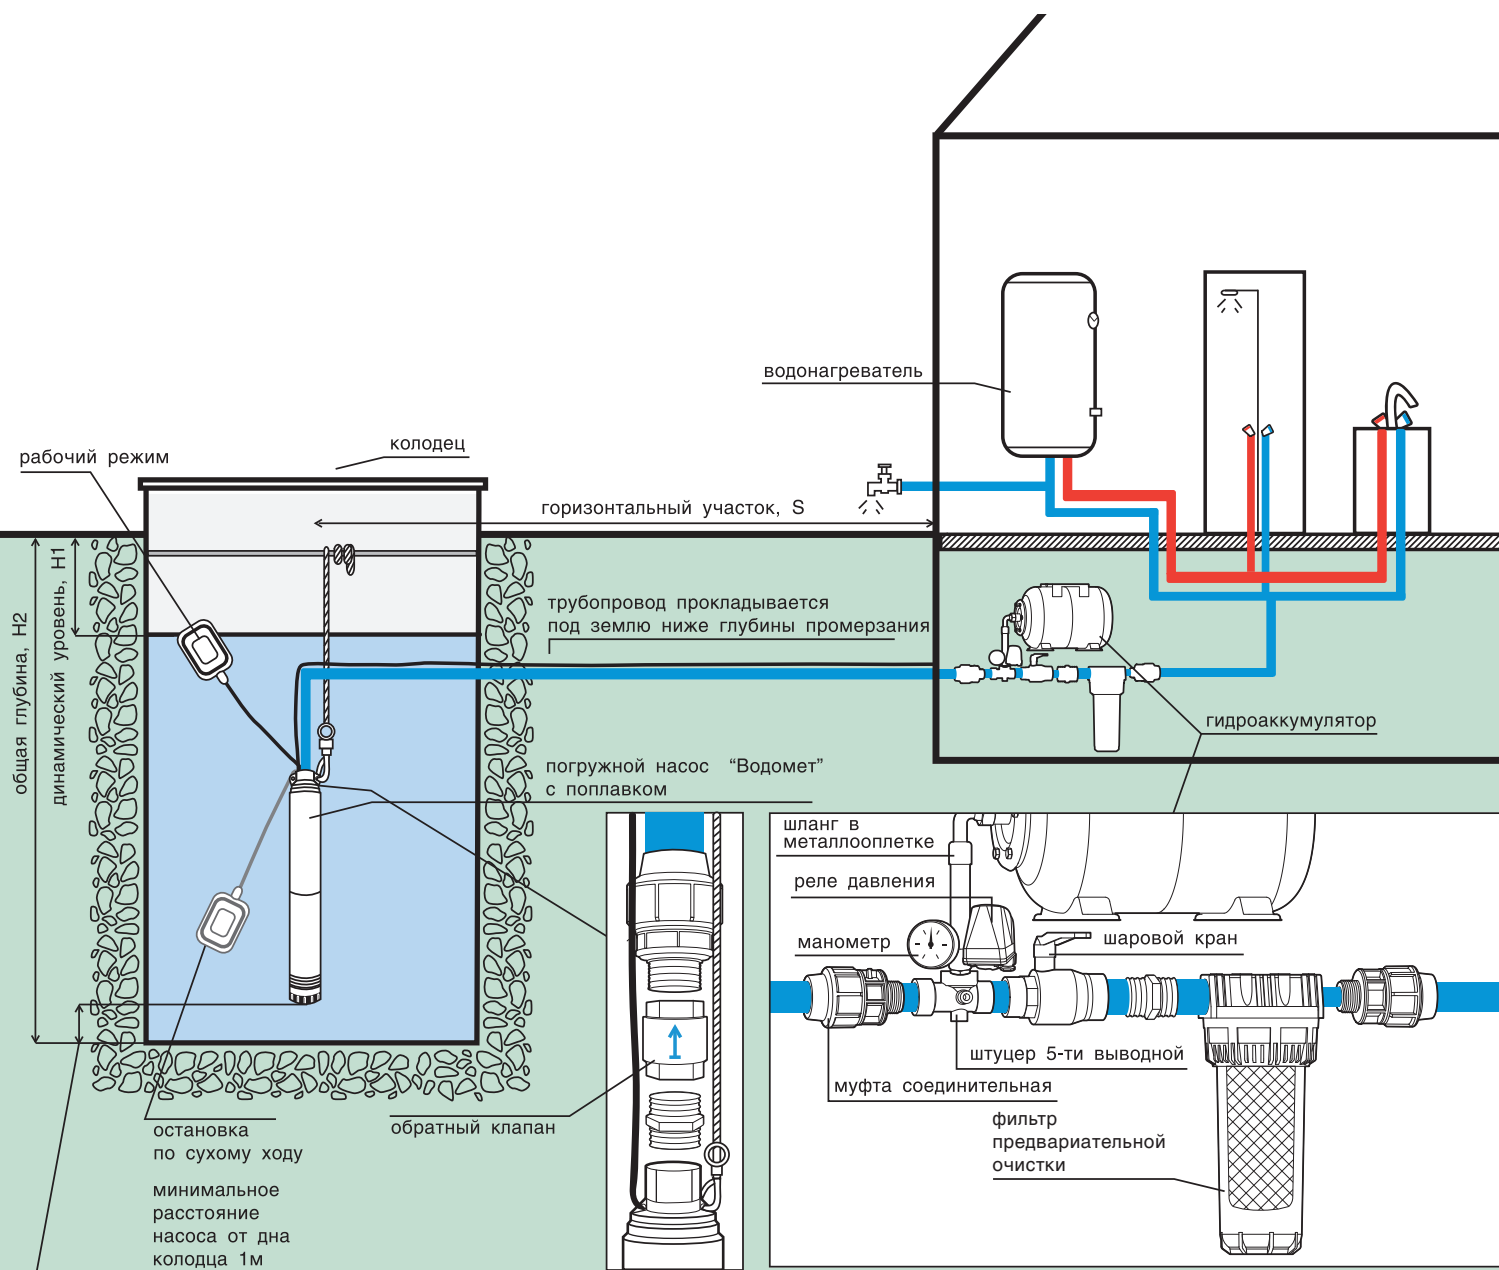 водонагреватель
колодец
рабочий режим
горизонтальный участок, S
общая глубина, H2
динамический уровень, H1
трубопровод прокладывается
под землю ниже глубины промерзания
гидроаккумулятор
погружной насос “Водомет”
с поплавком
шланг в
металлооплетке
реле давления
манометр
шаровой кран
штуцер 5-ти выводной
муфта соединительная
фильтр
предвариательной
очистки
обратный клапан
остановка
по сухому ходу
минимальное
расстояние
насоса от дна
колодца 1м